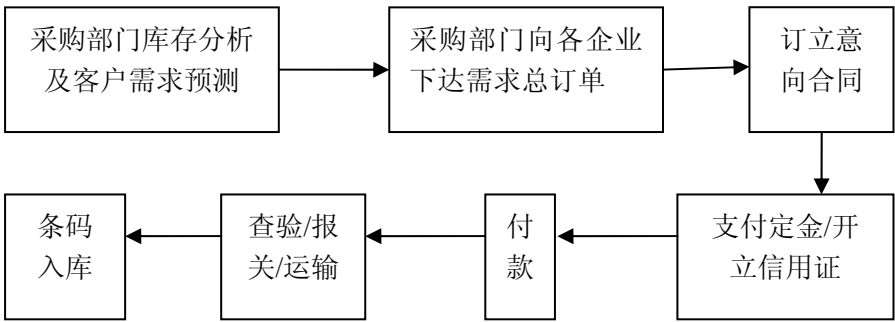 采购部门库存分析
及客户需求预测
采购部门向各企业
下达需求总订单
订立意
向合同
支付定金/开
立信用证
付
款
查验/报
关/运输
条码
入库